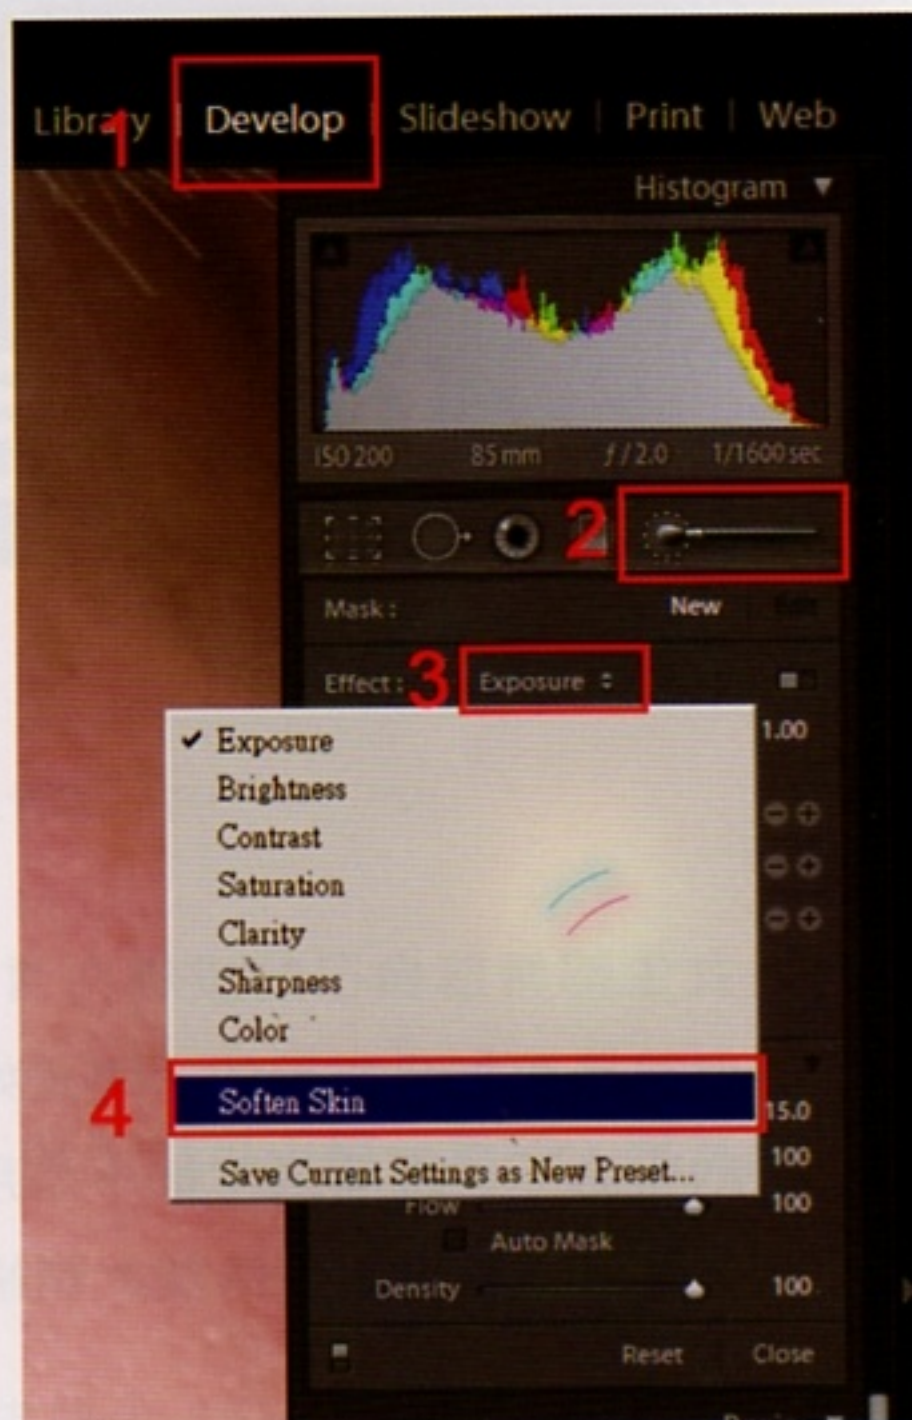 1
Library | Develop | Slideshow | Print | Web
Histogram
ISO 200 85 mm ƒ / 2.0 1/1600 sec
2
Mask : New Edit
Effect : 3 Exposure
1.00
Exposure
Brightness
Contrast
Saturation
Clarity
Sharpness
Color
4 Soften Skin
15.0
100
Save Current Settings as New Preset...
Flow 100
Auto Mask
Density 100
Reset Close